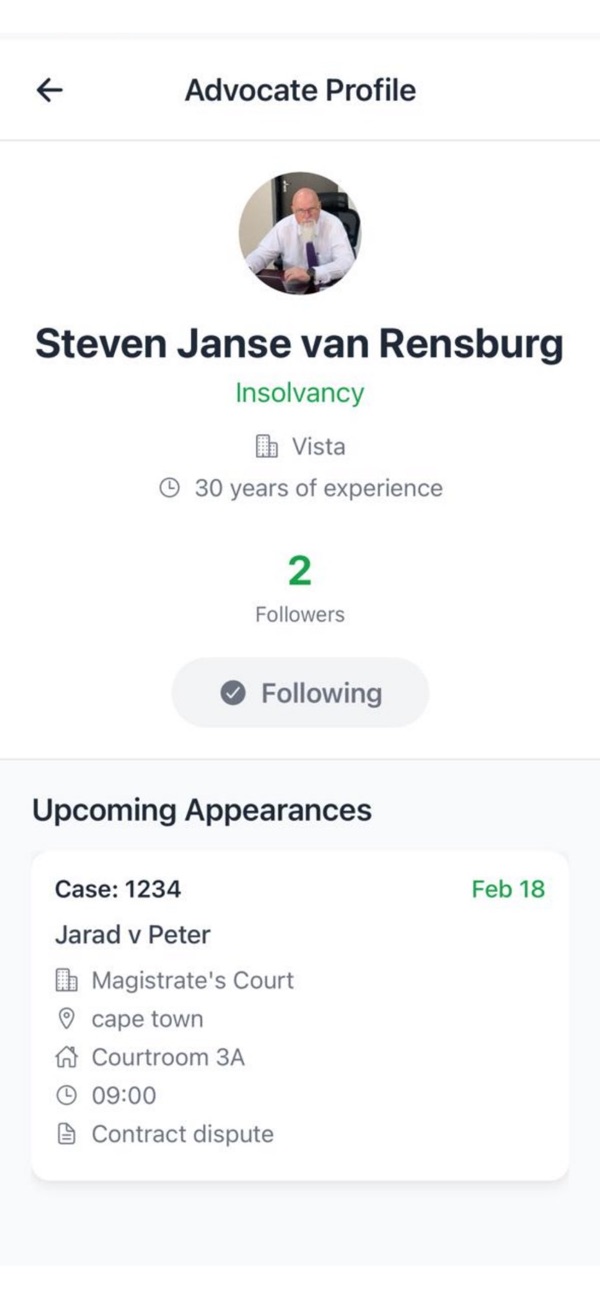 Advocate Profile
Steven Janse van Rensburg
Insolvancy
Vista
30 years of experience
2
Followers
Following
Upcoming Appearances
Case: 1234 Feb 18
Jarad v Peter
Magistrate's Court
cape town
Courtroom 3A
09:00
Contract dispute